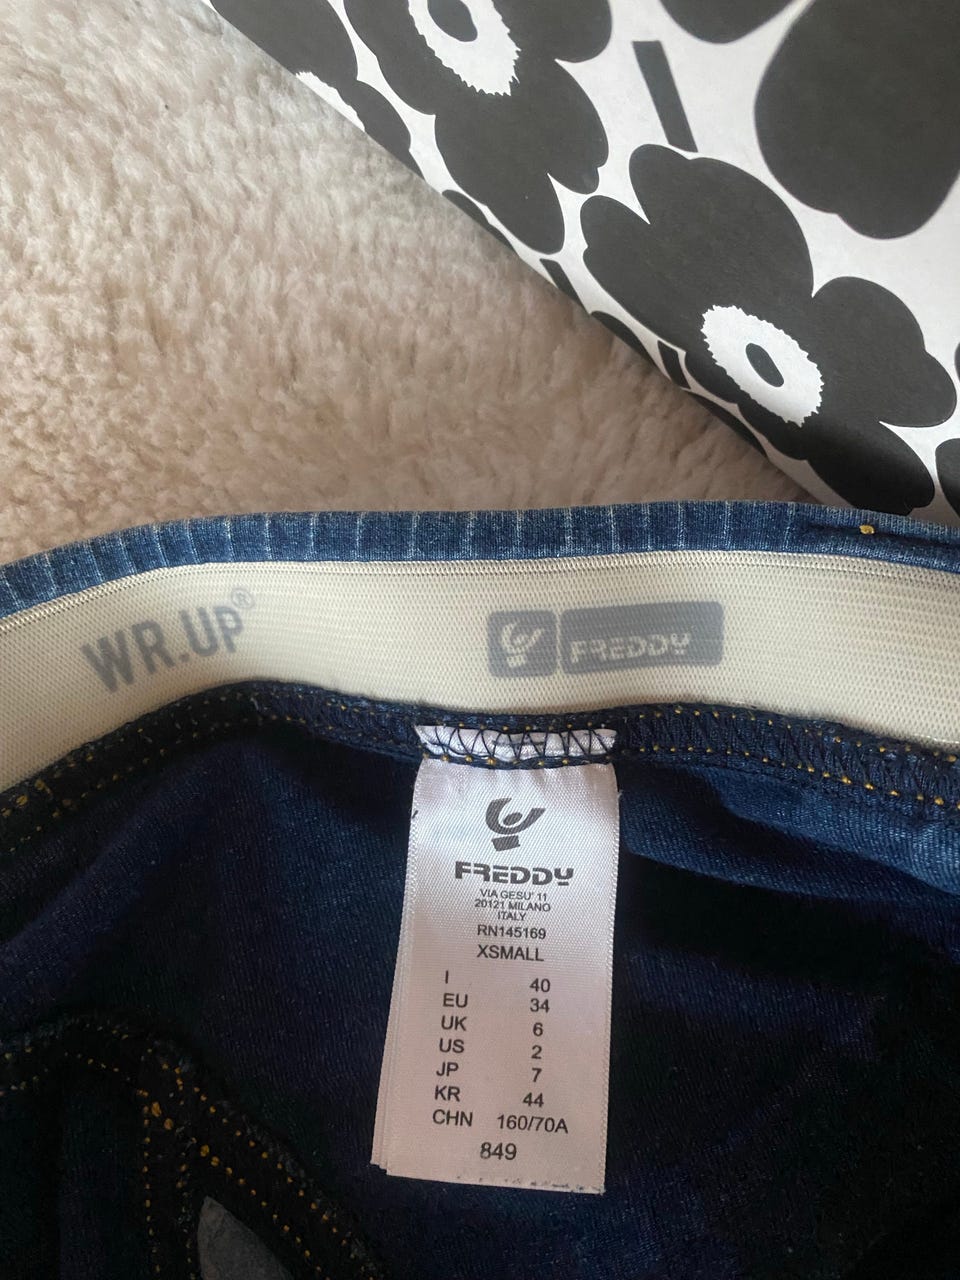 WR.UP®
FREDDY
FREDDY
VIA GESU' 11
20121 MILANO
ITALY
RN145169
XSMALL
I 40
EU 34
UK 6
US 2
JP 7
KR 44
CHN 160/70A
849